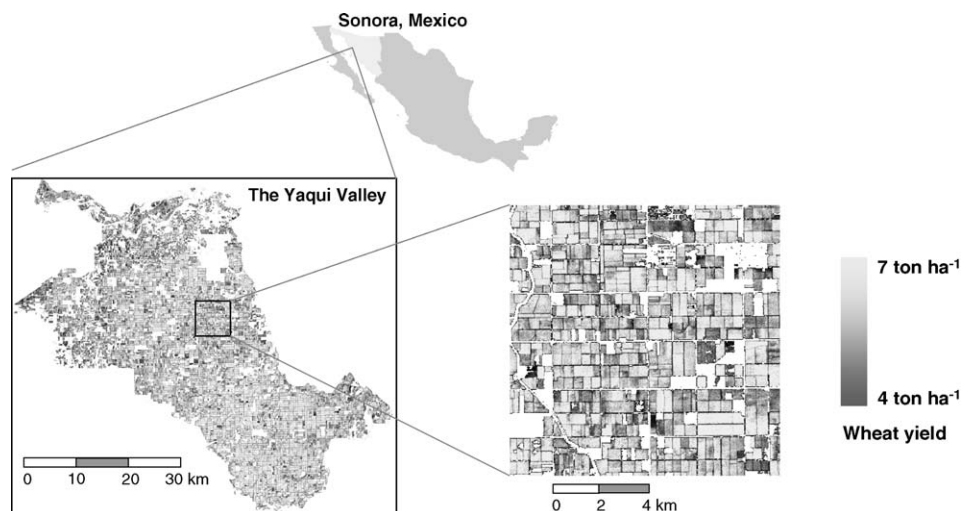 Sonora, Mexico
The Yaqui Valley
7 ton ha-1
4 ton ha-1
Wheat yield
0 10 20 30 km
0 2 4 km